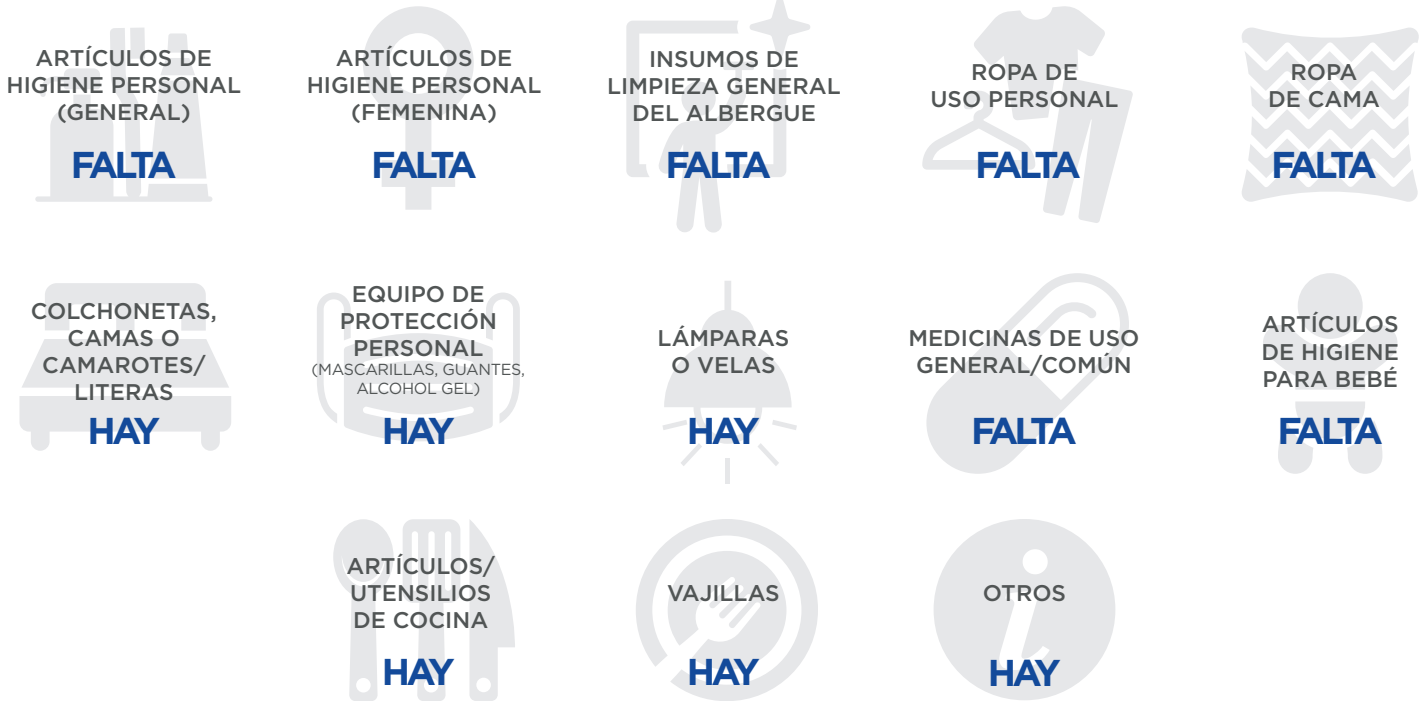 ARTÍCULOS DE
HIGIENE PERSONAL
(GENERAL)
FALTA
ARTÍCULOS DE
HIGIENE PERSONAL
(FEMENINA)
FALTA
INSUMOS DE
LIMPIEZA GENERAL
DEL ALBERGUE
FALTA
ROPA DE
USO PERSONAL
FALTA
ROPA
DE CAMA
FALTA
COLCHONETAS,
CAMAS O
CAMAROTES/
LITERAS
HAY
EQUIPO DE
PROTECCIÓN
PERSONAL
(MASCARILLAS, GUANTES,
ALCOHOL GEL)
HAY
LÁMPARAS
O VELAS
HAY
MEDICINAS DE USO
GENERAL/COMÚN
FALTA
ARTÍCULOS
DE HIGIENE
PARA BEBÉ
FALTA
ARTÍCULOS/
UTENSILIOS
DE COCINA
HAY
VAJILLAS
HAY
OTROS
HAY